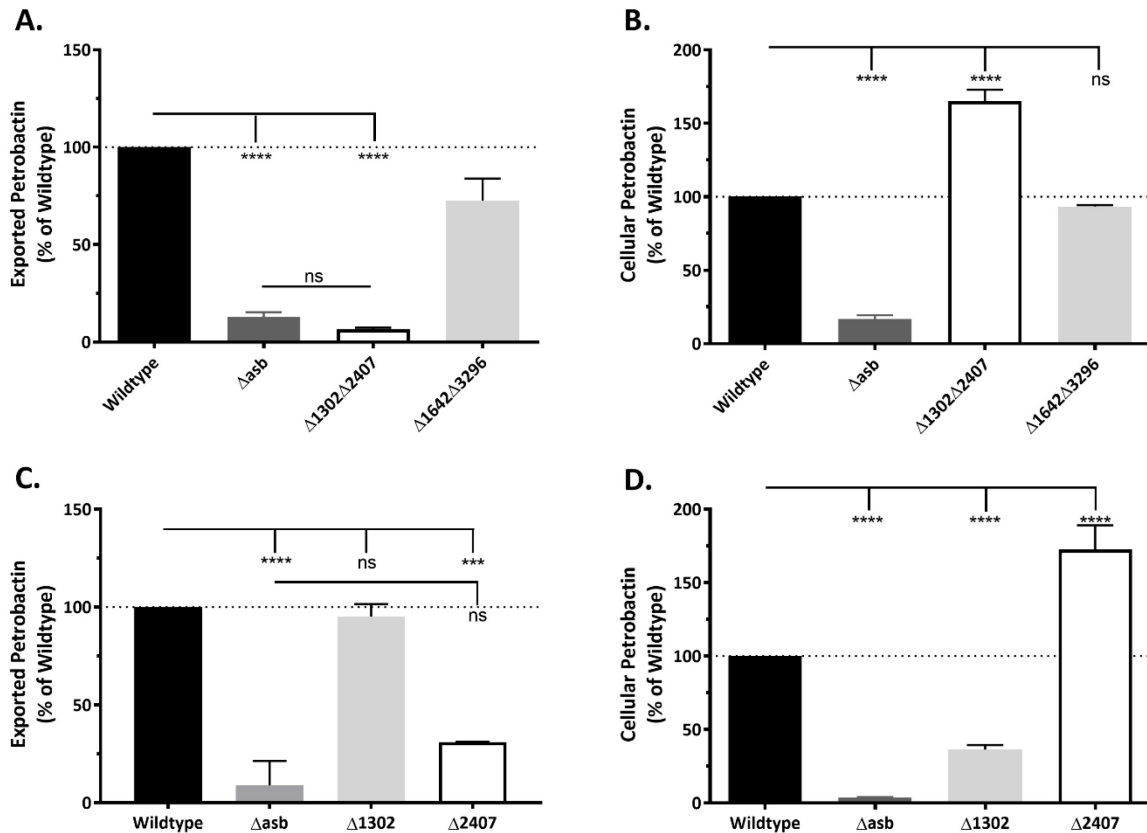 A.
Exported Petrobactin
(% of Wildtype)
150
100
50
0
****
****
ns
Wildtype
Δasb
Δ1302Δ2407
Δ1642Δ3296
B.
Cellular Petrobactin
(% of Wildtype)
200
150
100
50
0
****
****
ns
Wildtype
Δasb
Δ1302Δ2407
Δ1642Δ3296
C.
Exported Petrobactin
(% of Wildtype)
150
100
50
0
****
ns
***
ns
Wildtype
Δasb
Δ1302
Δ2407
D.
Cellular Petrobactin
(% of Wildtype)
200
150
100
50
0
****
****
****
Wildtype
Δasb
Δ1302
Δ2407